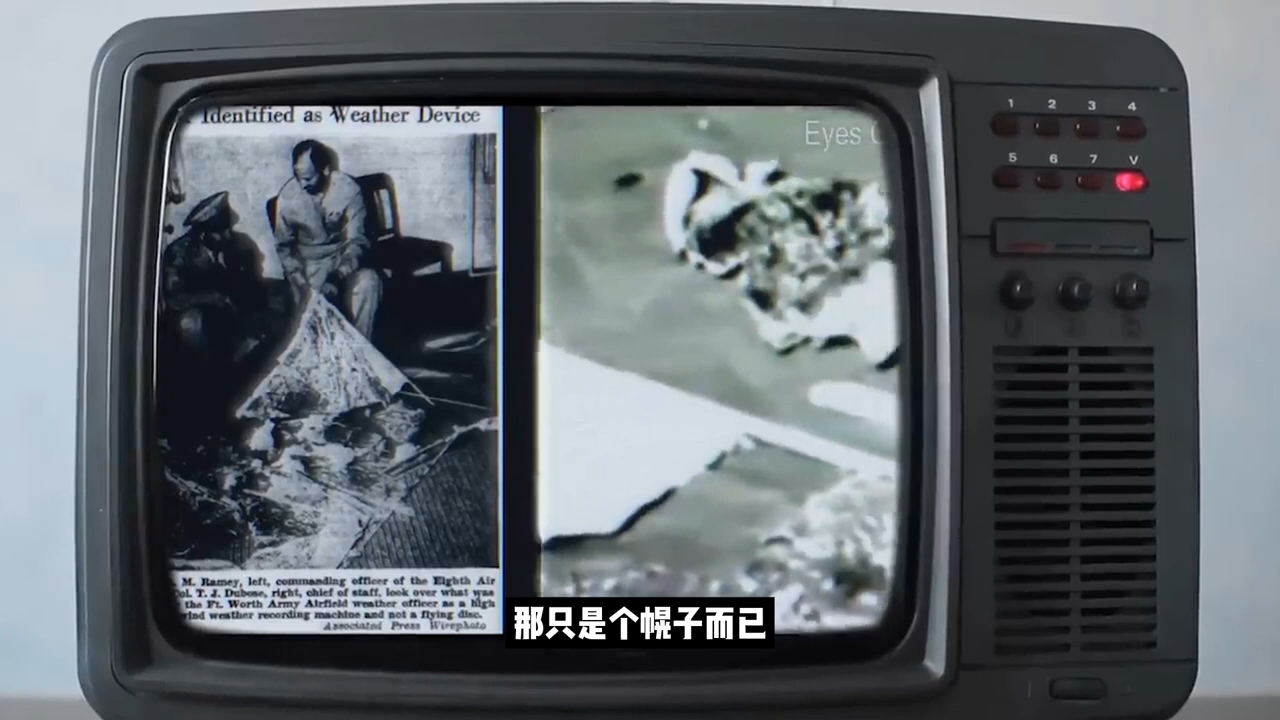 Identified as Weather Device
M. Ramey, left, commanding officer of the Eighth Air
ol. T. J. Dubose, right, chief of staff, look over what was
the Ft. Worth Army Airfield weather officer as a high
wind weather recording machine and not a flying disc.
Associated Press Wirephoto
Eyes
1 2 3 4
5 6 7 V
那只是个幌子而已